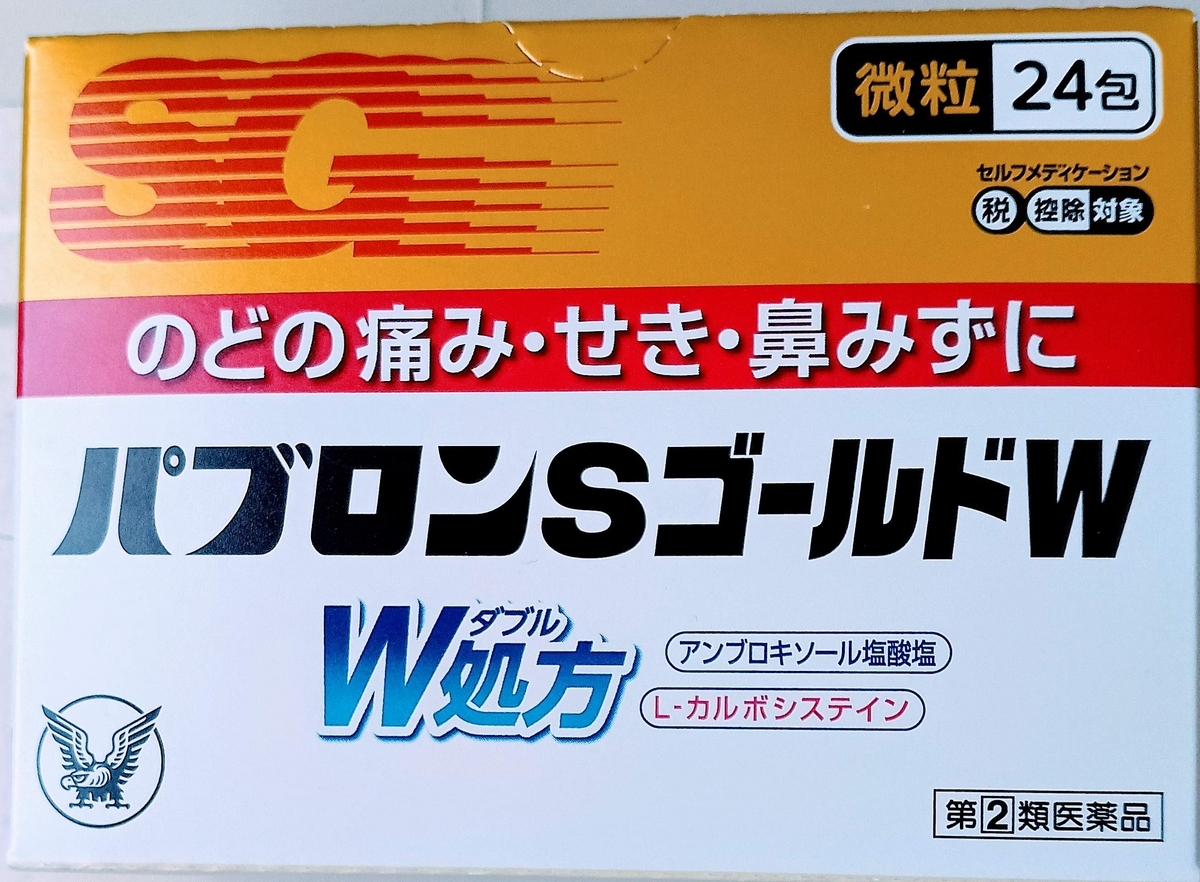 SG
微粒 24包
セルフメディケーション
税 控除 対象
のどの痛み・せき・鼻みずに
パブロンSゴールドW
ダブル
W処方
アンブロキソール塩酸塩
L-カルボシステイン
第②類医薬品